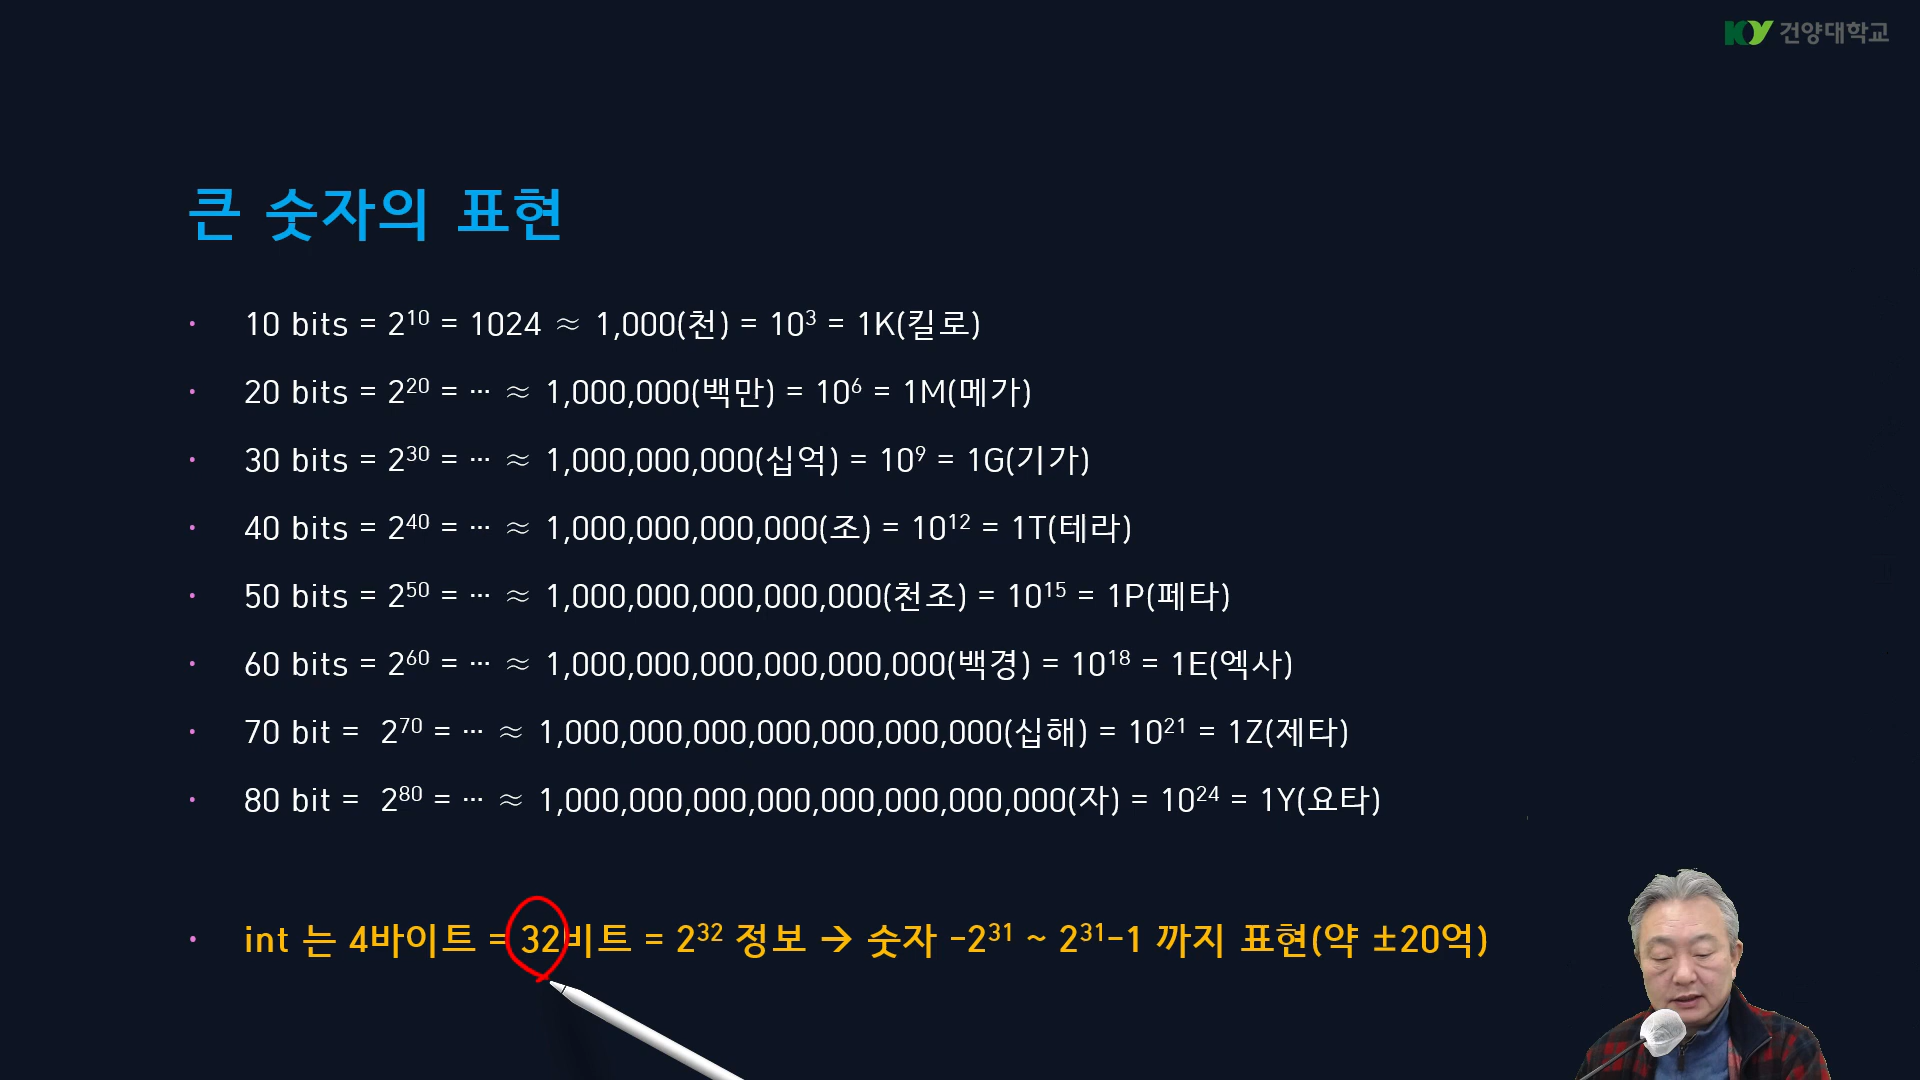 KY 건양대학교
큰 숫자의 표현
· 10 bits = 2¹⁰ = 1024 ≈ 1,000(천) = 10³ = 1K(킬로)
· 20 bits = 2²⁰ = ··· ≈ 1,000,000(백만) = 10⁶ = 1M(메가)
· 30 bits = 2³⁰ = ··· ≈ 1,000,000,000(십억) = 10⁹ = 1G(기가)
· 40 bits = 2⁴⁰ = ··· ≈ 1,000,000,000,000(조) = 10¹² = 1T(테라)
· 50 bits = 2⁵⁰ = ··· ≈ 1,000,000,000,000,000(천조) = 10¹⁵ = 1P(페타)
· 60 bits = 2⁶⁰ = ··· ≈ 1,000,000,000,000,000,000(백경) = 10¹⁸ = 1E(엑사)
· 70 bit = 2⁷⁰ = ··· ≈ 1,000,000,000,000,000,000,000(십해) = 10²¹ = 1Z(제타)
· 80 bit = 2⁸⁰ = ··· ≈ 1,000,000,000,000,000,000,000,000(자) = 10²⁴ = 1Y(요타)
· int 는 4바이트 = 32비트 = 2³² 정보 → 숫자 -2³¹ ~ 2³¹-1 까지 표현(약 ±20억)